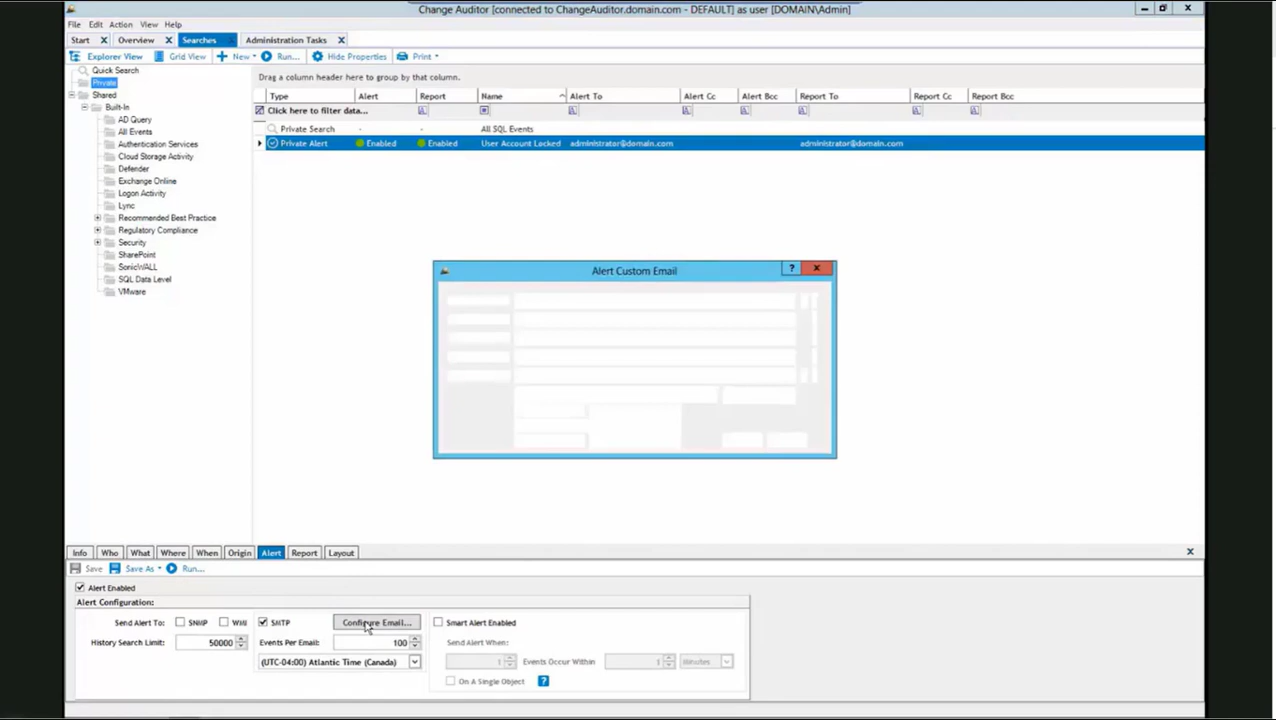 Change Auditor [connected to ChangeAuditor.domain.com - DEFAULT] as user [DOMAIN\Admin]
File Edit Action View Help
Start Overview Searches Administration Tasks
Explorer View Grid View New Run... Hide Properties Print
Quick Search
Private
Shared
Built-In
AD Query
All Events
Authentication Services
Cloud Storage Activity
Defender
Exchange Online
Logon Activity
Lync
Recommended Best Practice
Regulatory Compliance
Security
SharePoint
SonicWALL
SQL Data Level
VMware
Drag a column header here to group by that column.
Type Alert Report Name Alert To Alert Cc Alert Bcc Report To Report Cc Report Bcc
Click here to filter data...
Private Search - - All SQL Events
Private Alert Enabled Enabled User Account Locked administrator@domain.com administrator@domain.com
Alert Custom Email
Info Who What Where When Origin Alert Report Layout
Save Save As Run...
Alert Enabled
Alert Configuration:
Send Alert To: SNMP WMI SMTP Configure Email... Smart Alert Enabled
History Search Limit: 50000 Events Per Email: 100 Send Alert When:
(UTC-04:00) Atlantic Time (Canada) 1 Events Occur Within 1 minutes
On A Single Object ?